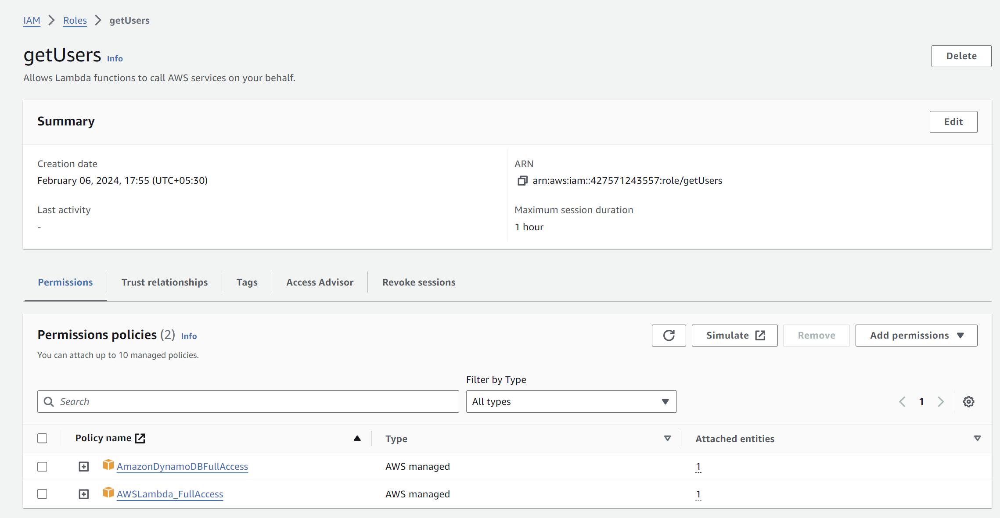 IAM > Roles > getUsers
getUsers Info
Delete
Allows Lambda functions to call AWS services on your behalf.
Summary
Edit
Creation date
February 06, 2024, 17:55 (UTC+05:30)
ARN
arn:aws:iam::427571243557:role/getUsers
Last activity
-
Maximum session duration
1 hour
Permissions
Trust relationships
Tags
Access Advisor
Revoke sessions
Permissions policies (2) Info
Simulate
Remove
Add permissions
You can attach up to 10 managed policies.
Filter by Type
Search
All types
1
Policy name
Type
Attached entities
AmazonDynamoDBFullAccess
AWS managed
1
AWSLambda_FullAccess
AWS managed
1